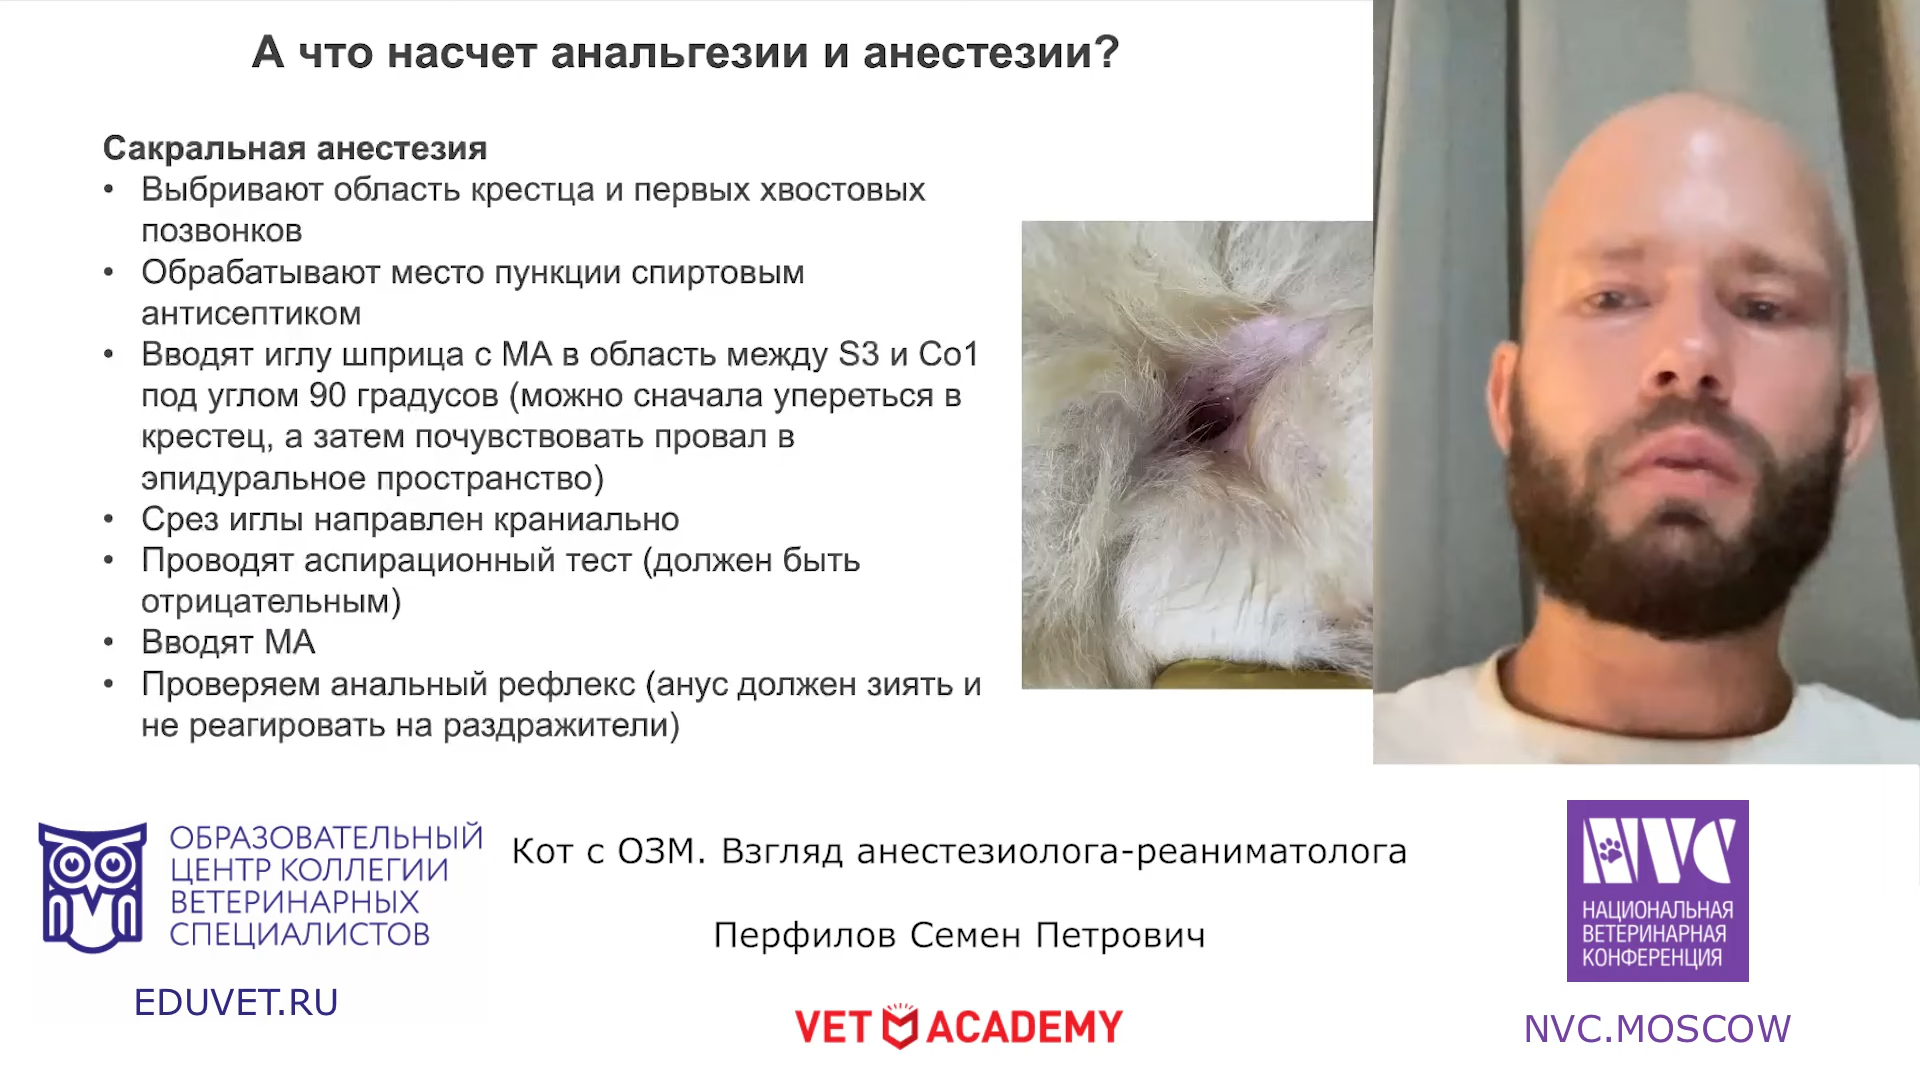 А что насчет анальгезии и анестезии?
Сакральная анестезия
• Выбривают область крестца и первых хвостовых
позвонков
• Обрабатывают место пункции спиртовым
антисептиком
• Вводят иглу шприца с МА в область между S3 и Co1
под углом 90 градусов (можно сначала упереться в
крестец, а затем почувствовать провал в
эпидуральное пространство)
• Срез иглы направлен краниально
• Проводят аспирационный тест (должен быть
отрицательным)
• Вводят МА
• Проверяем анальный рефлекс (анус должен зиять и
не реагировать на раздражители)
ОБРАЗОВАТЕЛЬНЫЙ
ЦЕНТР КОЛЛЕГИИ
ВЕТЕРИНАРНЫХ
СПЕЦИАЛИСТОВ
EDUVET.RU
Кот с ОЗМ. Взгляд анестезиолога-реаниматолога
Перфилов Семен Петрович
VET ACADEMY
NVC
НАЦИОНАЛЬНАЯ
ВЕТЕРИНАРНАЯ
КОНФЕРЕНЦИЯ
NVC.MOSCOW